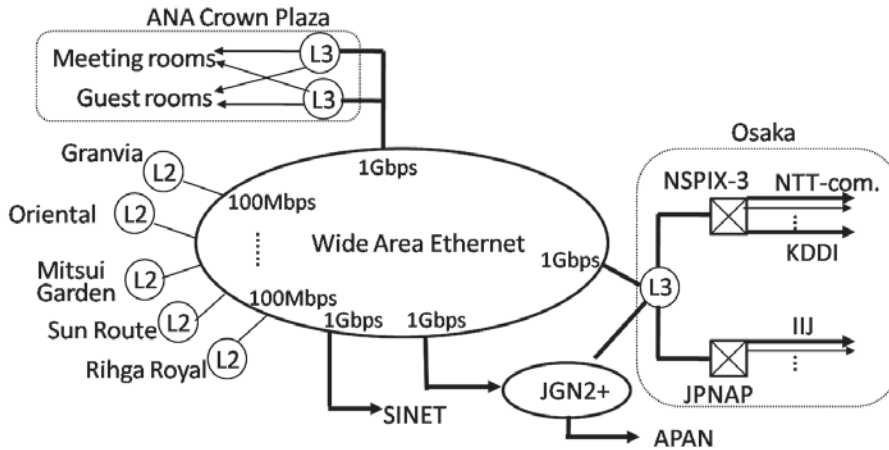 ANA Crown Plaza
Meeting rooms
L3
Guest rooms
L3
Osaka
Granvia
L2
1Gbps
NSPIX-3
NTT-com.
100Mbps
Oriental
L2
Wide Area Ethernet
KDDI
1Gbps
Mitsui
Garden
L2
L3
100Mbps
Sun Route
L2
1Gbps
1Gbps
IIJ
Rihga Royal
L2
JGN2+
JPNAP
SINET
APAN